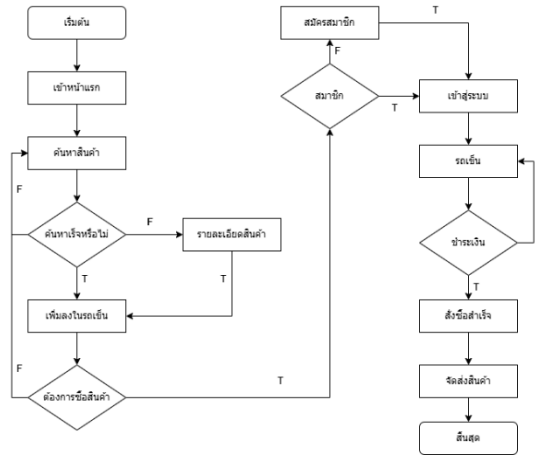 เริ่มต้น
เข้าหน้าแรก
ค้นหาสินค้า
F
ค้นหาเร็จหรือไม่
F
รายละเอียดสินค้า
T
T
เพิ่มลงในรถเข็น
F
ต้องการซื้อสินค้า
T
สมัครสมาชิก
T
F
สมาชิก
T
เข้าสู่ระบบ
รถเข็น
ชำระเงิน
T
สั่งซื้อสำเร็จ
จัดส่งสินค้า
สิ้นสุด